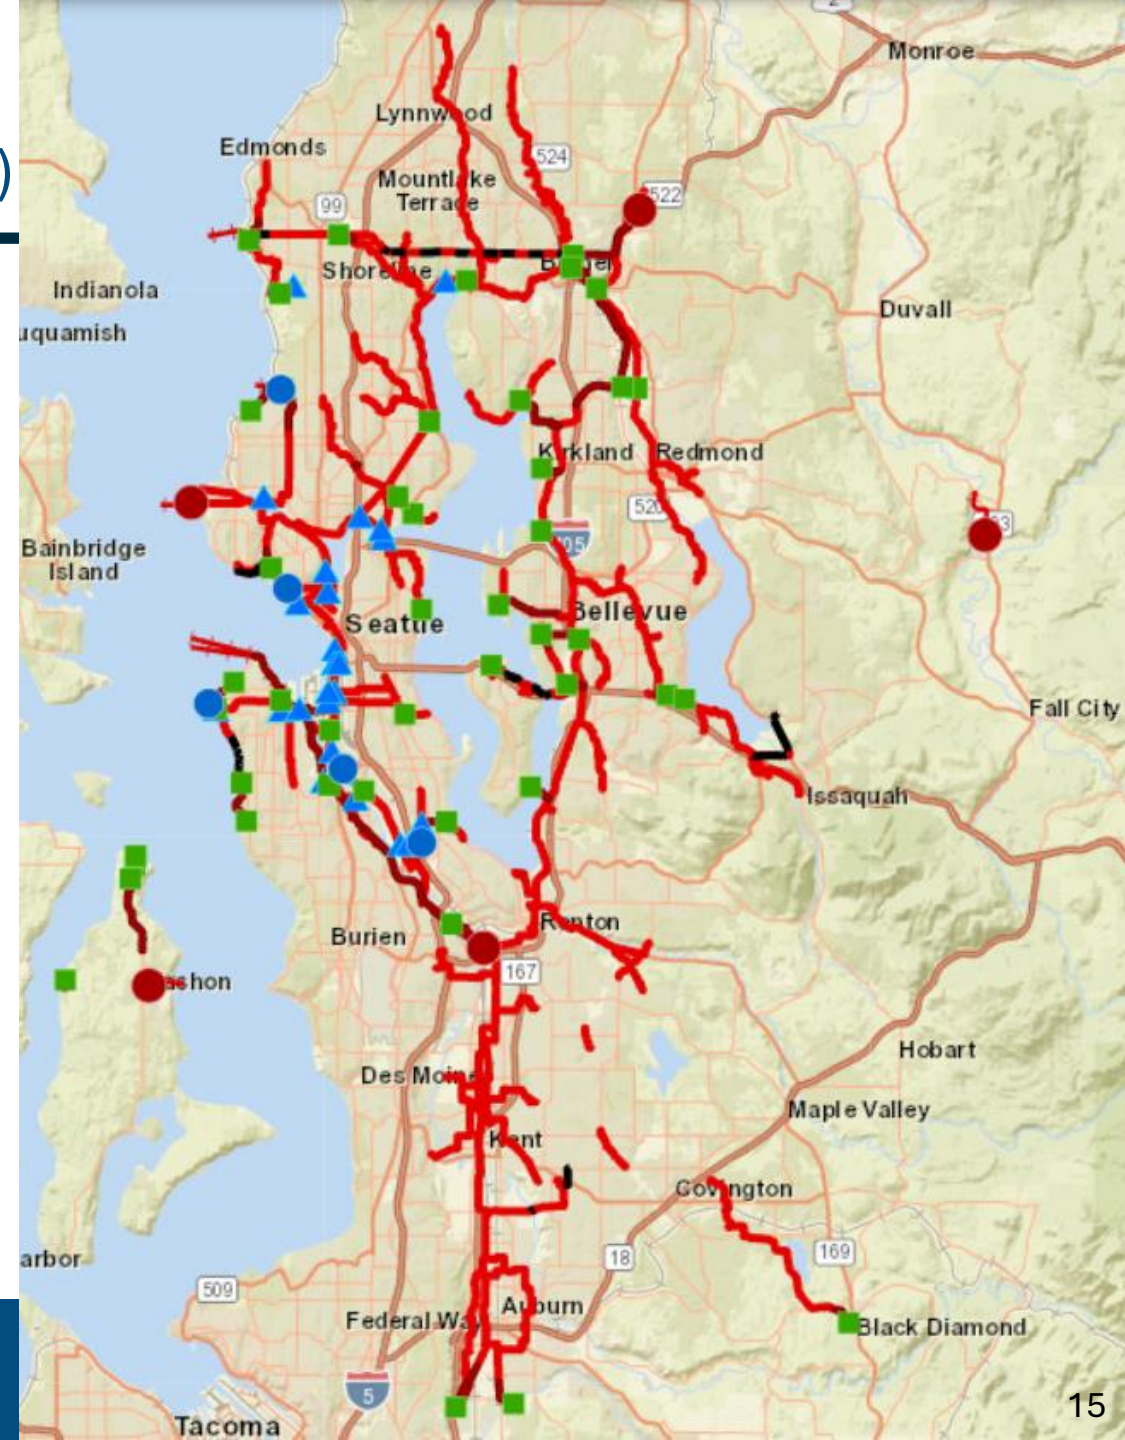 2
Monroe
Lynnwood
Edmonds
)
524
Mountlake
Terrace
522
99
Shoreline
Indianola
uquamish
Duvall
Kirkland
Redmond
520
Bainbridge
Island
Bellevue
Seattle
Fall City
Issaquah
Renton
Burien
167
Hobart
Des Moine
Maple Valley
Kent
Covington
arbor
18
169
509
Auburn
Federal Way
Black Diamond
5
15
Tacoma